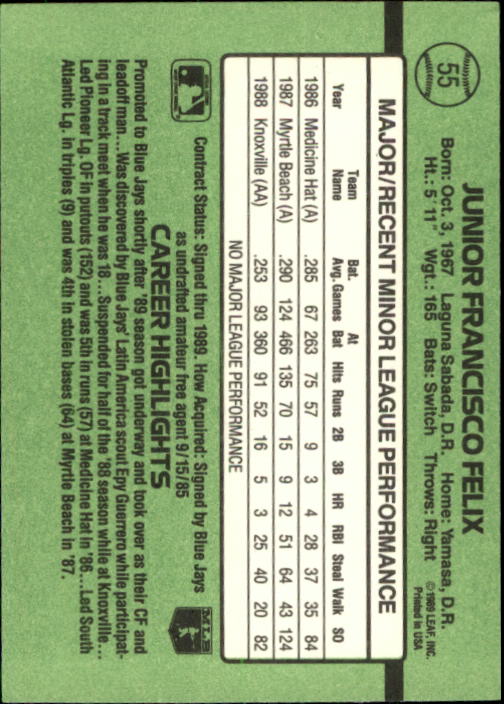 55
JUNIOR FRANCISCO FELIX
Born: Oct. 3, 1967 Laguna Sabada, D.R. Home: Yamasa, D.R.
Ht.: 5' 11" Wgt.: 165 Bats: Switch Throws: Right
©1989 LEAF, INC.
Printed in USA
MAJOR/RECENT MINOR LEAGUE PERFORMANCE
Year Team Name Bat. Avg. Games At Bat Hits Runs 2B 3B HR RBI Steal Walk SO
1986 Medicine Hat (A) .285 67 263 75 57 9 3 4 28 37 35 84
1987 Myrtle Beach (A) .290 124 466 135 70 15 9 12 51 64 43 124
1988 Knoxville (AA) .253 93 360 91 52 16 5 3 25 40 20 82
NO MAJOR LEAGUE PERFORMANCE
Contract Status: Signed thru 1989. How Acquired: Signed by Blue Jays
as undrafted amateur free agent 9/15/85
MLB
CAREER HIGHLIGHTS
Promoted to Blue Jays shortly after '89 season got underway and took over as their CF and
leadoff man...Was discovered by Blue Jays' Latin America scout Epy Guerrero while participat-
ing in a track meet when he was 18...Suspended for half of the '88 season while at Knoxville...
Led Pioneer Lg. OF in putouts (152) and was 5th in runs (57) at Medicine Hat in '86...Lad South
Atlantic Lg. in triples (9) and was 4th in stolen bases (64) at Myrtle Beach in '87.